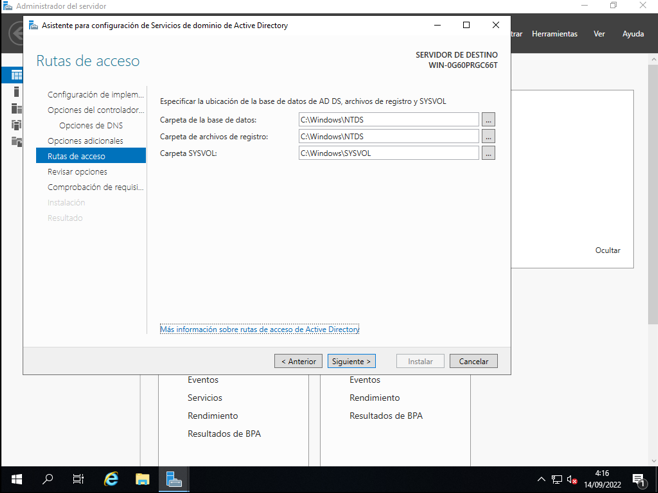 Administrador del servidor
Asistente para configuración de Servicios de dominio de Active Directory
Herramientas
Ver
Ayuda
Rutas de acceso
SERVIDOR DE DESTINO
WIN-0G60PRGC66T
Configuración de implem...
Opciones del controlador...
Opciones de DNS
Opciones adicionales
Rutas de acceso
Revisar opciones
Comprobación de requisi...
Instalación
Resultado
Especificar la ubicación de la base de datos de AD DS, archivos de registro y SYSVOL
Carpeta de la base de datos:
C:\Windows\NTDS
...
Carpeta de archivos de registro:
C:\Windows\NTDS
...
Carpeta SYSVOL:
C:\Windows\SYSVOL
...
Ocultar
Más información sobre rutas de acceso de Active Directory
< Anterior
Siguiente >
Instalar
Cancelar
Eventos
Servicios
Rendimiento
Resultados de BPA
Eventos
Rendimiento
Resultados de BPA
4:16
14/09/2022
1